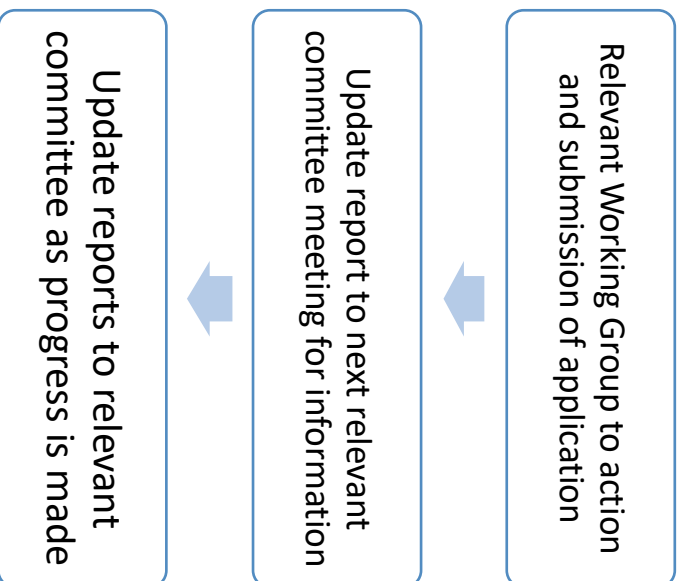 Relevant Working Group to action
and submission of application
Update report to next relevant
committee meeting for information
Update reports to relevant
committee as progress is made